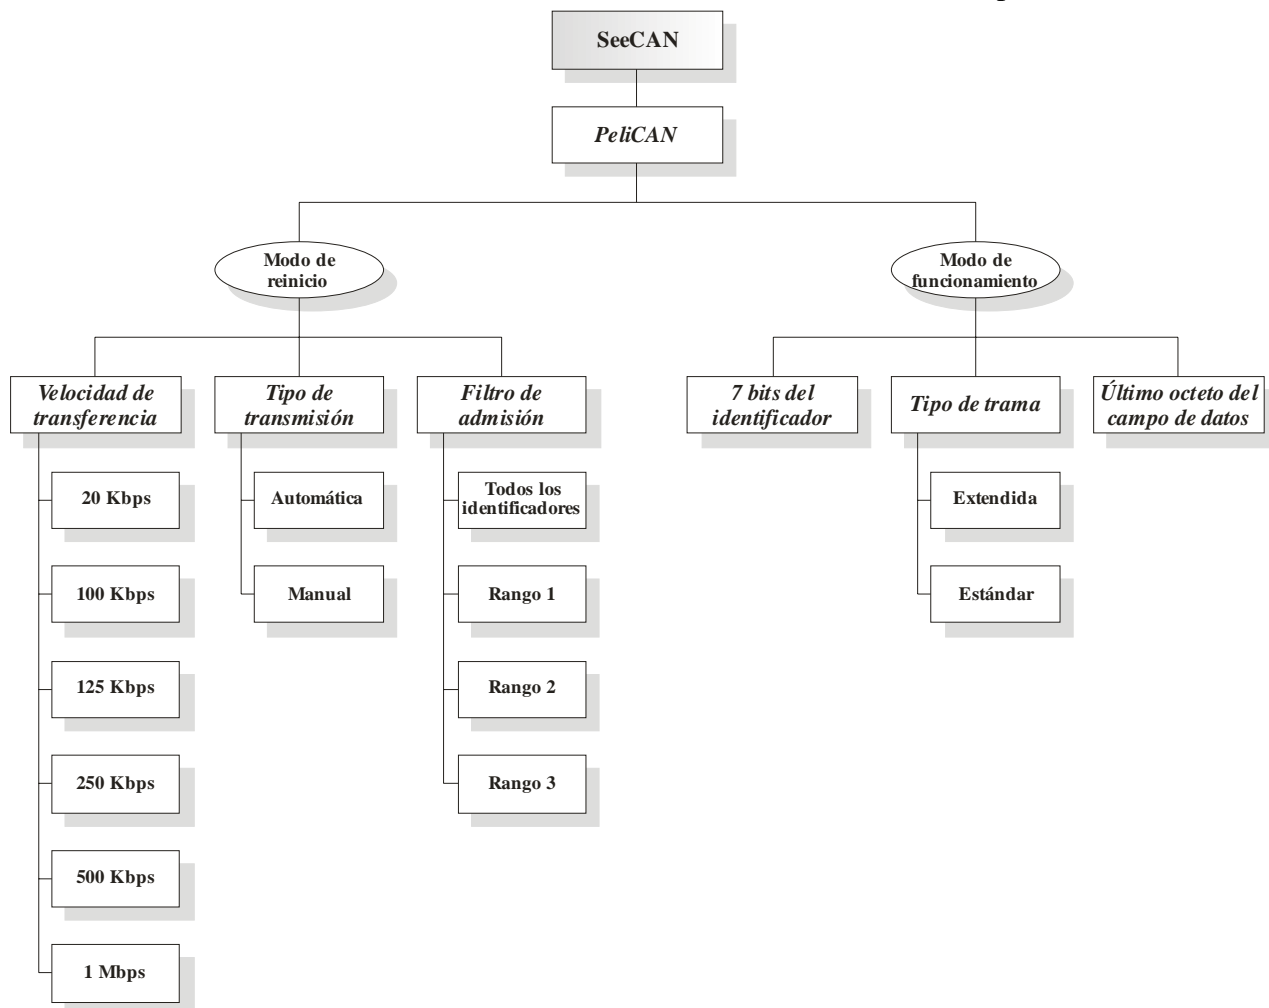 SeeCAN
PeliCAN
Modo de
reinicio
Modo de
funcionamiento
Velocidad de
transferencia
Tipo de
transmisión
Filtro de
admisión
7 bits del
identificador
Tipo de trama
Último octeto del
campo de datos
20 Kbps
100 Kbps
125 Kbps
250 Kbps
500 Kbps
1 Mbps
Automática
Manual
Todos los
identificadores
Rango 1
Rango 2
Rango 3
Extendida
Estándar